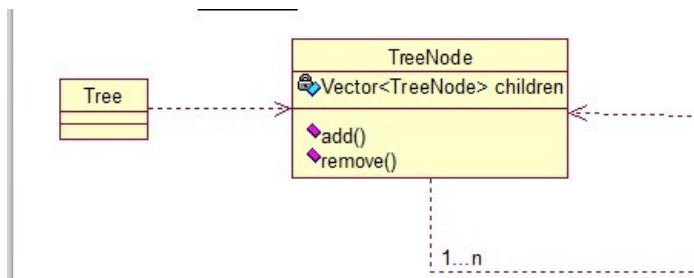 TreeNode
Vector<TreeNode> children
Tree
add()
remove()
1...n